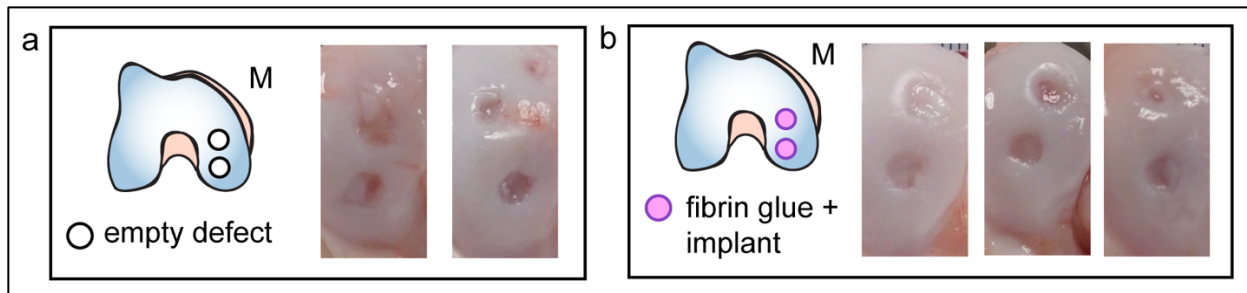 a
M
empty defect
b
M
fibrin glue +
implant